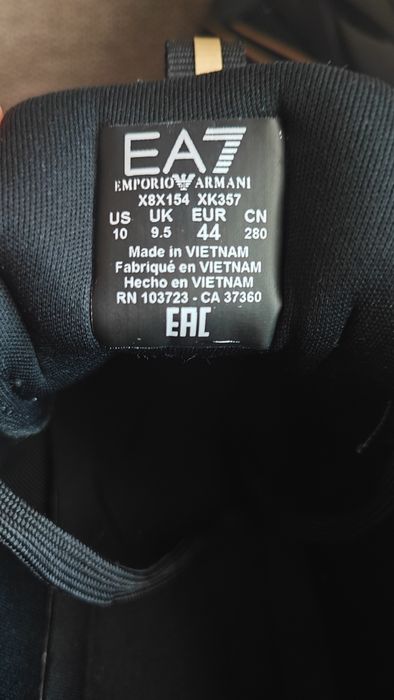 EA7
EMPORIO ARMANI
X8X154 XK357
US UK EUR CN
10 9.5 44 280
Made in VIETNAM
Fabriqué en VIETNAM
Hecho en VIETNAM
RN 103723 - CA 37360
EAC